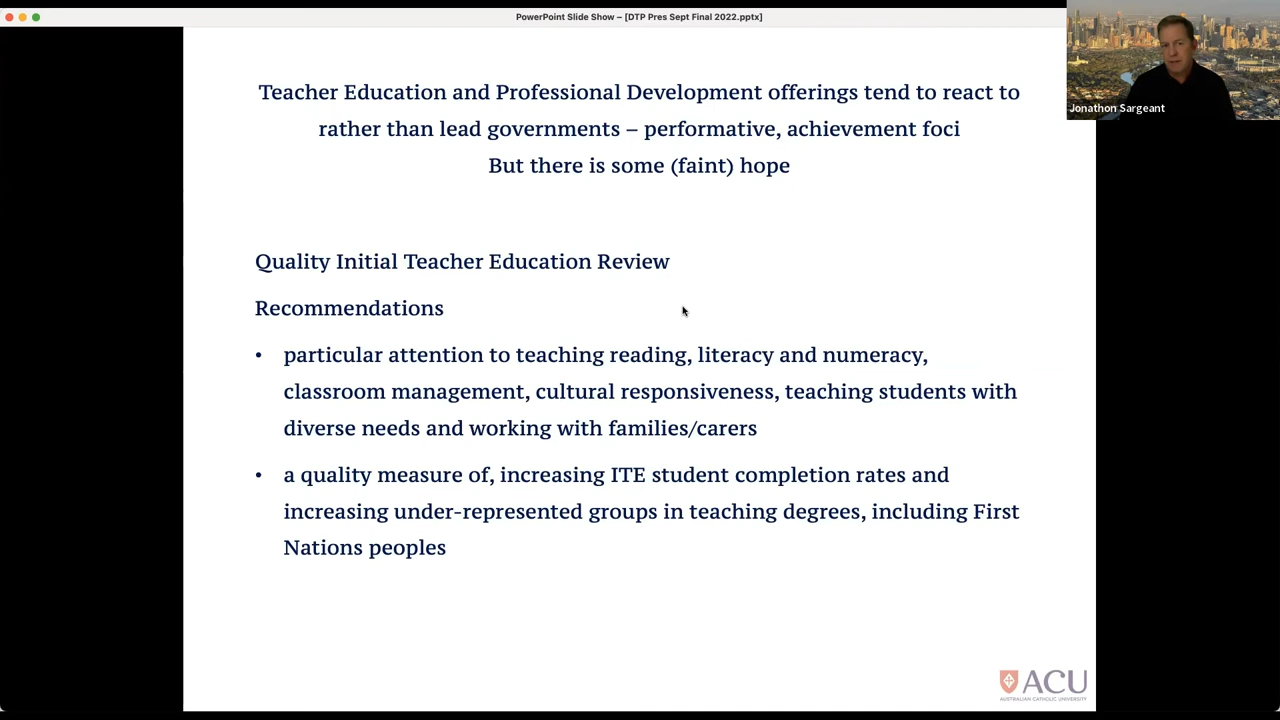 PowerPoint Slide Show – [DTP Pres Sept Final 2022.pptx]
Jonathon Sargeant
Teacher Education and Professional Development offerings tend to react to
rather than lead governments – performative, achievement foci
But there is some (faint) hope
Quality Initial Teacher Education Review
Recommendations
• particular attention to teaching reading, literacy and numeracy,
classroom management, cultural responsiveness, teaching students with
diverse needs and working with families/carers
• a quality measure of, increasing ITE student completion rates and
increasing under-represented groups in teaching degrees, including First
Nations peoples
ACU
AUSTRALIAN CATHOLIC UNIVERSITY